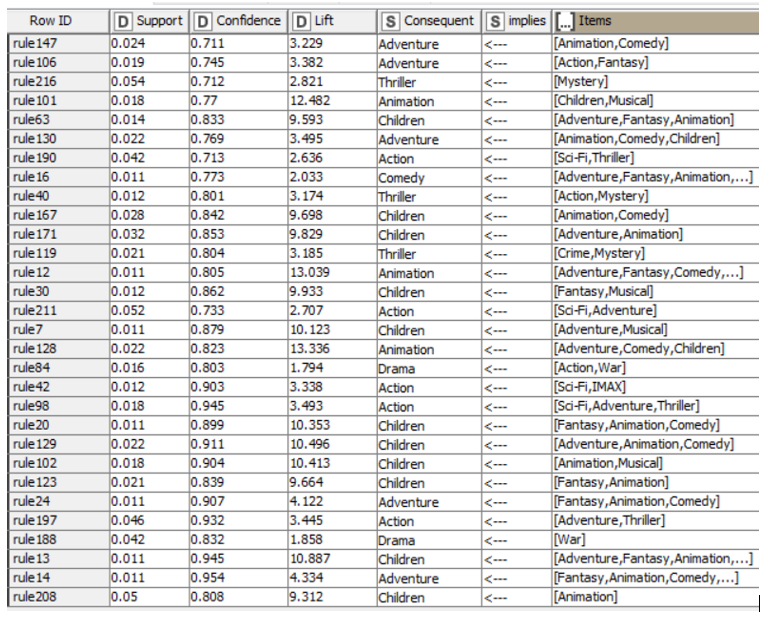 Row ID D Support D Confidence D Lift S Consequent S implies [...] Items
rule147 0.024 0.711 3.229 Adventure <--- [Animation,Comedy]
rule106 0.019 0.745 3.382 Adventure <--- [Action,Fantasy]
rule216 0.054 0.712 2.821 Thriller <--- [Mystery]
rule101 0.018 0.77 12.482 Animation <--- [Children,Musical]
rule63 0.014 0.833 9.593 Children <--- [Adventure,Fantasy,Animation]
rule130 0.022 0.769 3.495 Adventure <--- [Animation,Comedy,Children]
rule190 0.042 0.713 2.636 Action <--- [Sci-Fi,Thriller]
rule16 0.011 0.773 2.033 Comedy <--- [Adventure,Fantasy,Animation,...]
rule40 0.012 0.801 3.174 Thriller <--- [Action,Mystery]
rule167 0.028 0.842 9.698 Children <--- [Animation,Comedy]
rule171 0.032 0.853 9.829 Children <--- [Adventure,Animation]
rule119 0.021 0.804 3.185 Thriller <--- [Crime,Mystery]
rule12 0.011 0.805 13.039 Animation <--- [Adventure,Fantasy,Comedy,...]
rule30 0.012 0.862 9.933 Children <--- [Fantasy,Musical]
rule211 0.052 0.733 2.707 Action <--- [Sci-Fi,Adventure]
rule7 0.011 0.879 10.123 Children <--- [Adventure,Musical]
rule128 0.022 0.823 13.336 Animation <--- [Adventure,Comedy,Children]
rule84 0.016 0.803 1.794 Drama <--- [Action,War]
rule42 0.012 0.903 3.338 Action <--- [Sci-Fi,IMAX]
rule98 0.018 0.945 3.493 Action <--- [Sci-Fi,Adventure,Thriller]
rule20 0.011 0.899 10.353 Children <--- [Fantasy,Animation,Comedy]
rule129 0.022 0.911 10.496 Children <--- [Adventure,Animation,Comedy]
rule102 0.018 0.904 10.413 Children <--- [Animation,Musical]
rule123 0.021 0.839 9.664 Children <--- [Fantasy,Animation]
rule24 0.011 0.907 4.122 Adventure <--- [Fantasy,Animation,Comedy]
rule197 0.046 0.932 3.445 Action <--- [Adventure,Thriller]
rule188 0.042 0.832 1.858 Drama <--- [War]
rule13 0.011 0.945 10.887 Children <--- [Adventure,Fantasy,Animation,...]
rule14 0.011 0.954 4.334 Adventure <--- [Fantasy,Animation,Comedy,...]
rule208 0.05 0.808 9.312 Children <--- [Animation]